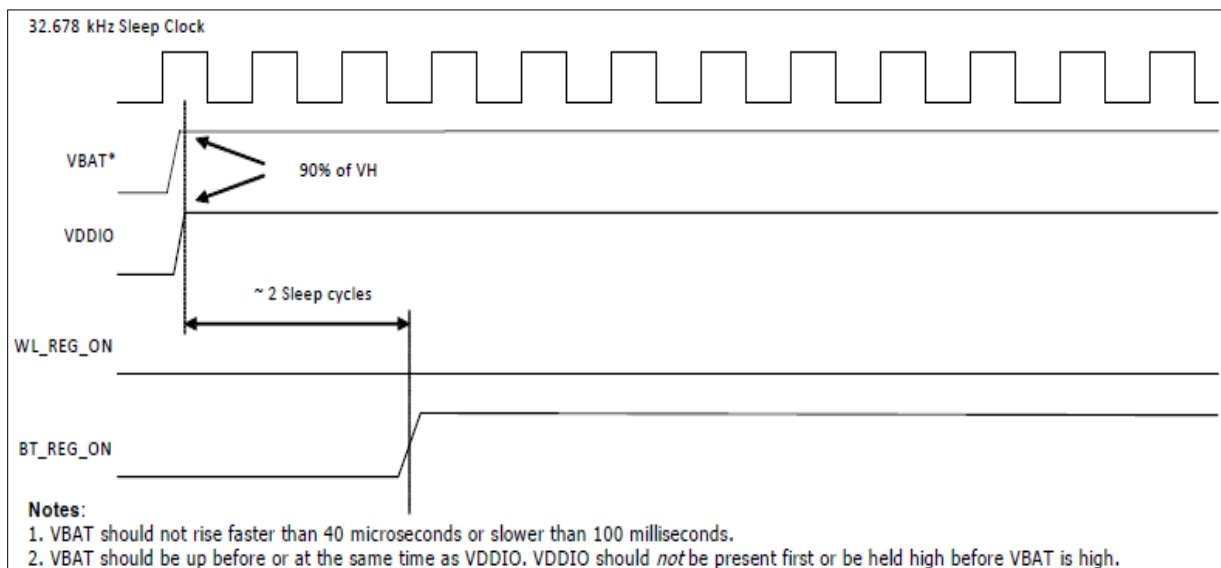 32.678 kHz Sleep Clock
VBAT*
90% of VH
VDDIO
~ 2 Sleep cycles
WL_REG_ON
BT_REG_ON
Notes:
1. VBAT should not rise faster than 40 microseconds or slower than 100 milliseconds.
2. VBAT should be up before or at the same time as VDDIO. VDDIO should not be present first or be held high before VBAT is high.